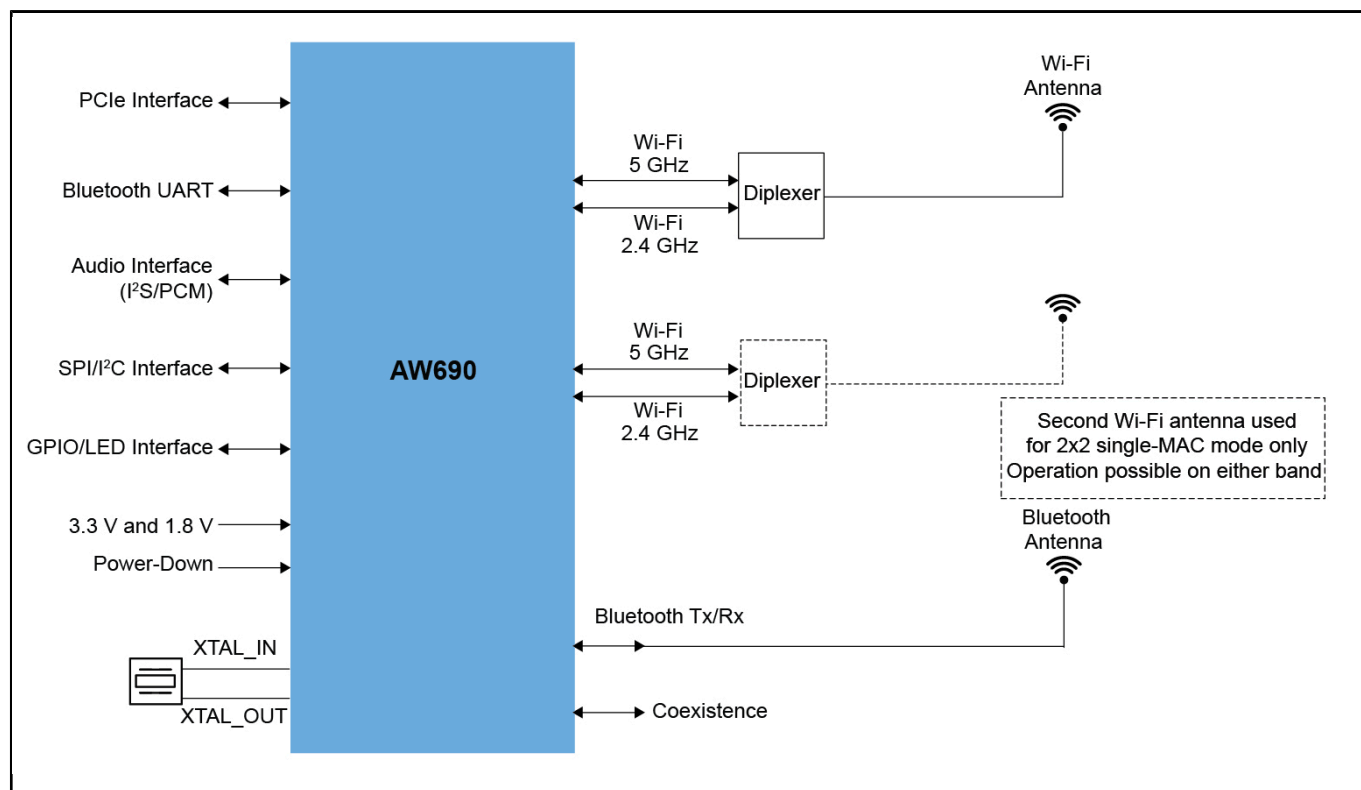 PCIe Interface
Bluetooth UART
Audio Interface
(I²S/PCM)
SPI/I²C Interface
GPIO/LED Interface
3.3 V and 1.8 V
Power-Down
XTAL_IN
XTAL_OUT
AW690
Wi-Fi
5 GHz
Wi-Fi
2.4 GHz
Diplexer
Wi-Fi
Antenna
Wi-Fi
5 GHz
Wi-Fi
2.4 GHz
Diplexer
Second Wi-Fi antenna used
for 2x2 single-MAC mode only
Operation possible on either band
Bluetooth
Antenna
Bluetooth Tx/Rx
Coexistence